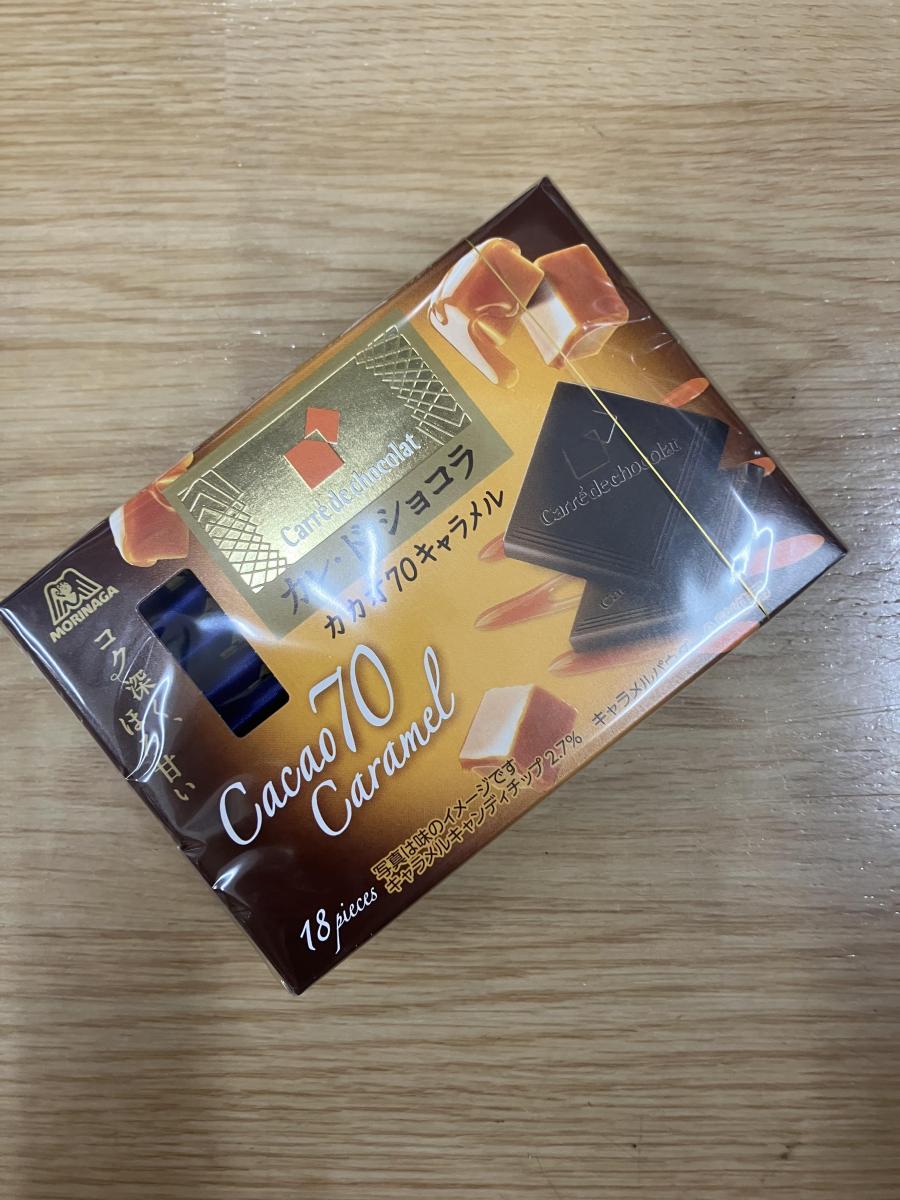 MORINAGA
Carré de chocolat
カレ・ド・ショコラ
カカオ70キャラメル
Carré de chocolat
コク深く、
ほろ甘い
Cacao70
Caramel
18 pieces
写真は味のイメージです
キャラメルキャンディチップ2.7%